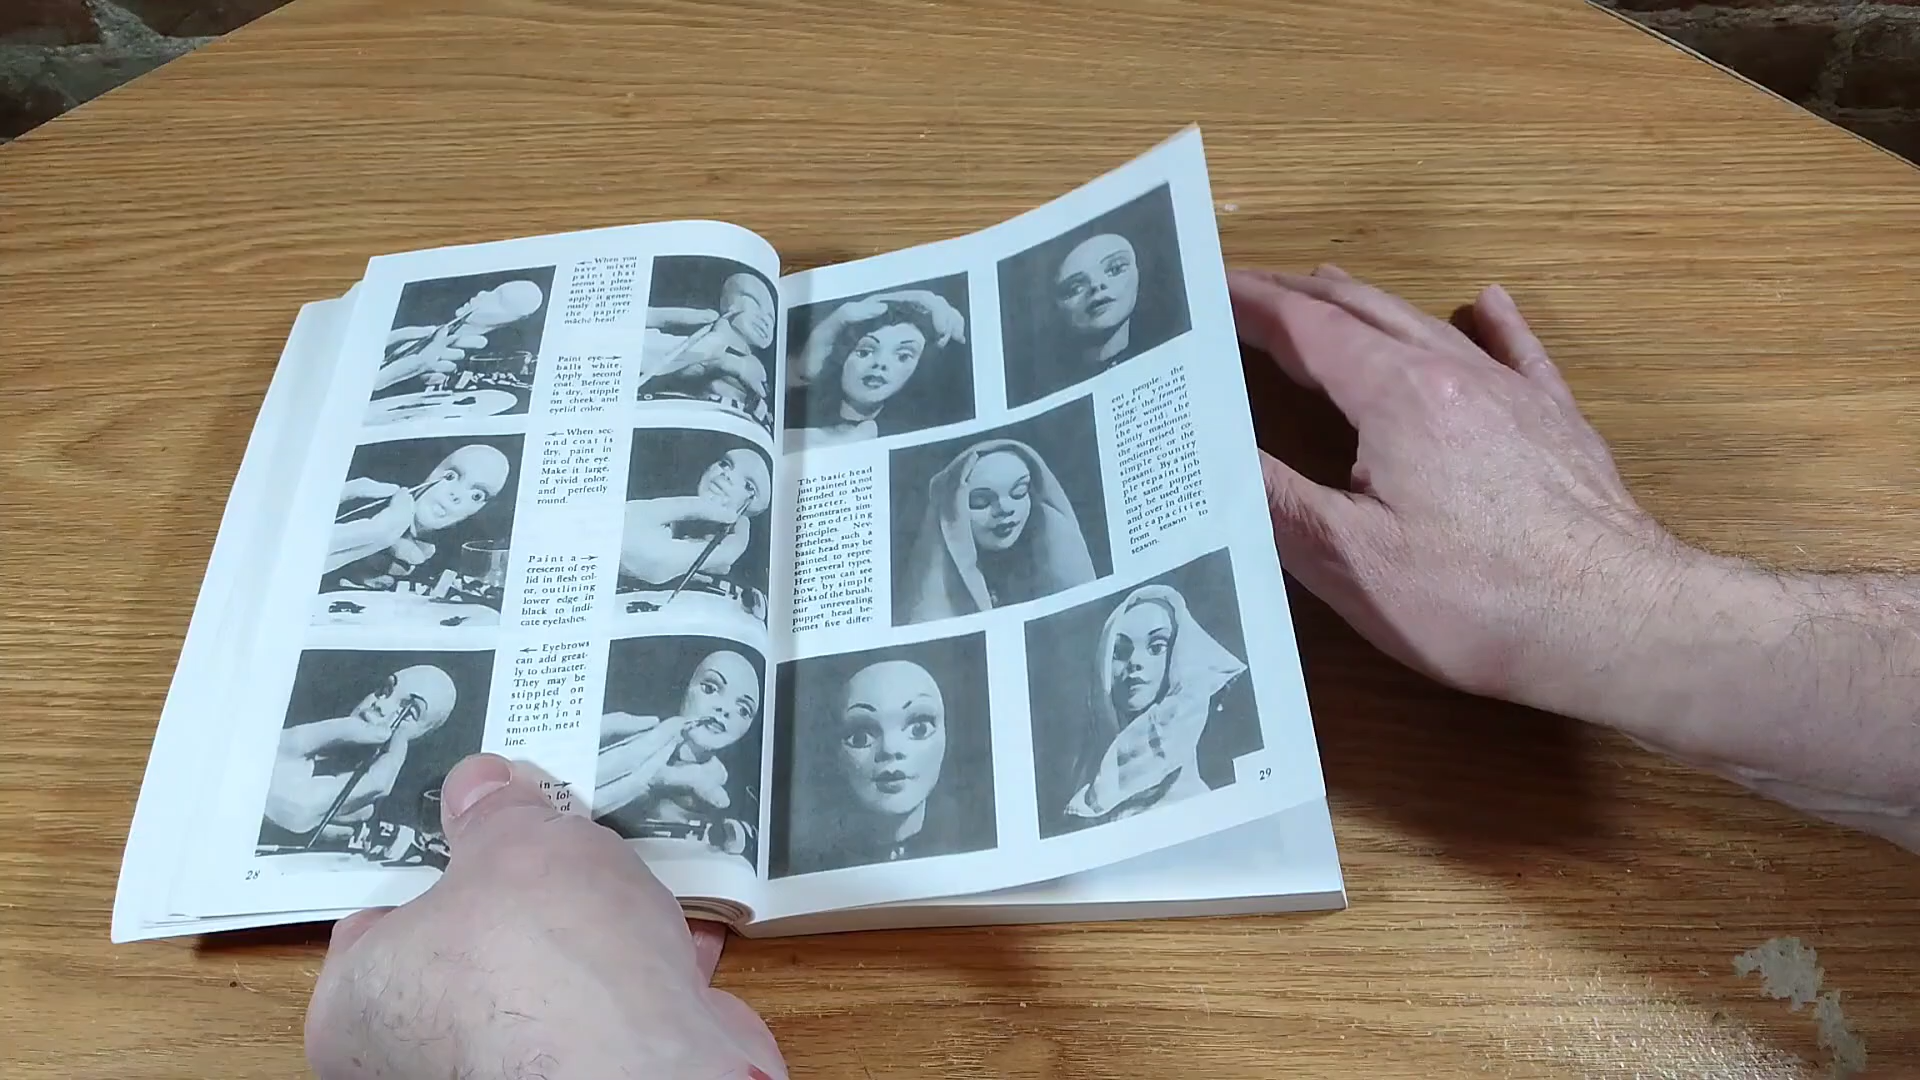 ← When you
have mixed
paint that
seems a pleas-
ant skin color,
apply it gener-
ously all over
the papier-
mâché head.
Paint eye- →
balls white.
Apply second
coat. Before it
is dry, stipple
on cheek and
eyelid color.
← When sec-
ond coat is
dry, paint in
iris of the eye.
Make it large,
of vivid color,
and perfectly
round.
Paint a →
crescent of eye-
lid in flesh col-
or, outlining
lower edge in
black to indi-
cate eyelashes.
← Eyebrows
can add great-
ly to character.
They may be
stippled on
roughly or
drawn in a
smooth, neat
line.
in →
fol-
of
28
The basic head
just painted is not
intended to show
character, but
demonstrates sim-
ple modeling
principles. Nev-
ertheless, such a
basic head may be
painted to repre-
sent several types.
Here you can see
how, by simple
tricks of the brush,
our unrevealing
puppet head be-
comes five differ-
ent people: the
sweet young
thing; the femme
fatale woman of
the world; the
saintly madonna;
the surprised co-
medienne; or the
simple country
peasant. By a sim-
ple repaint job
the same puppet
may be used over
and over in differ-
ent capacities
from season to
season.
29